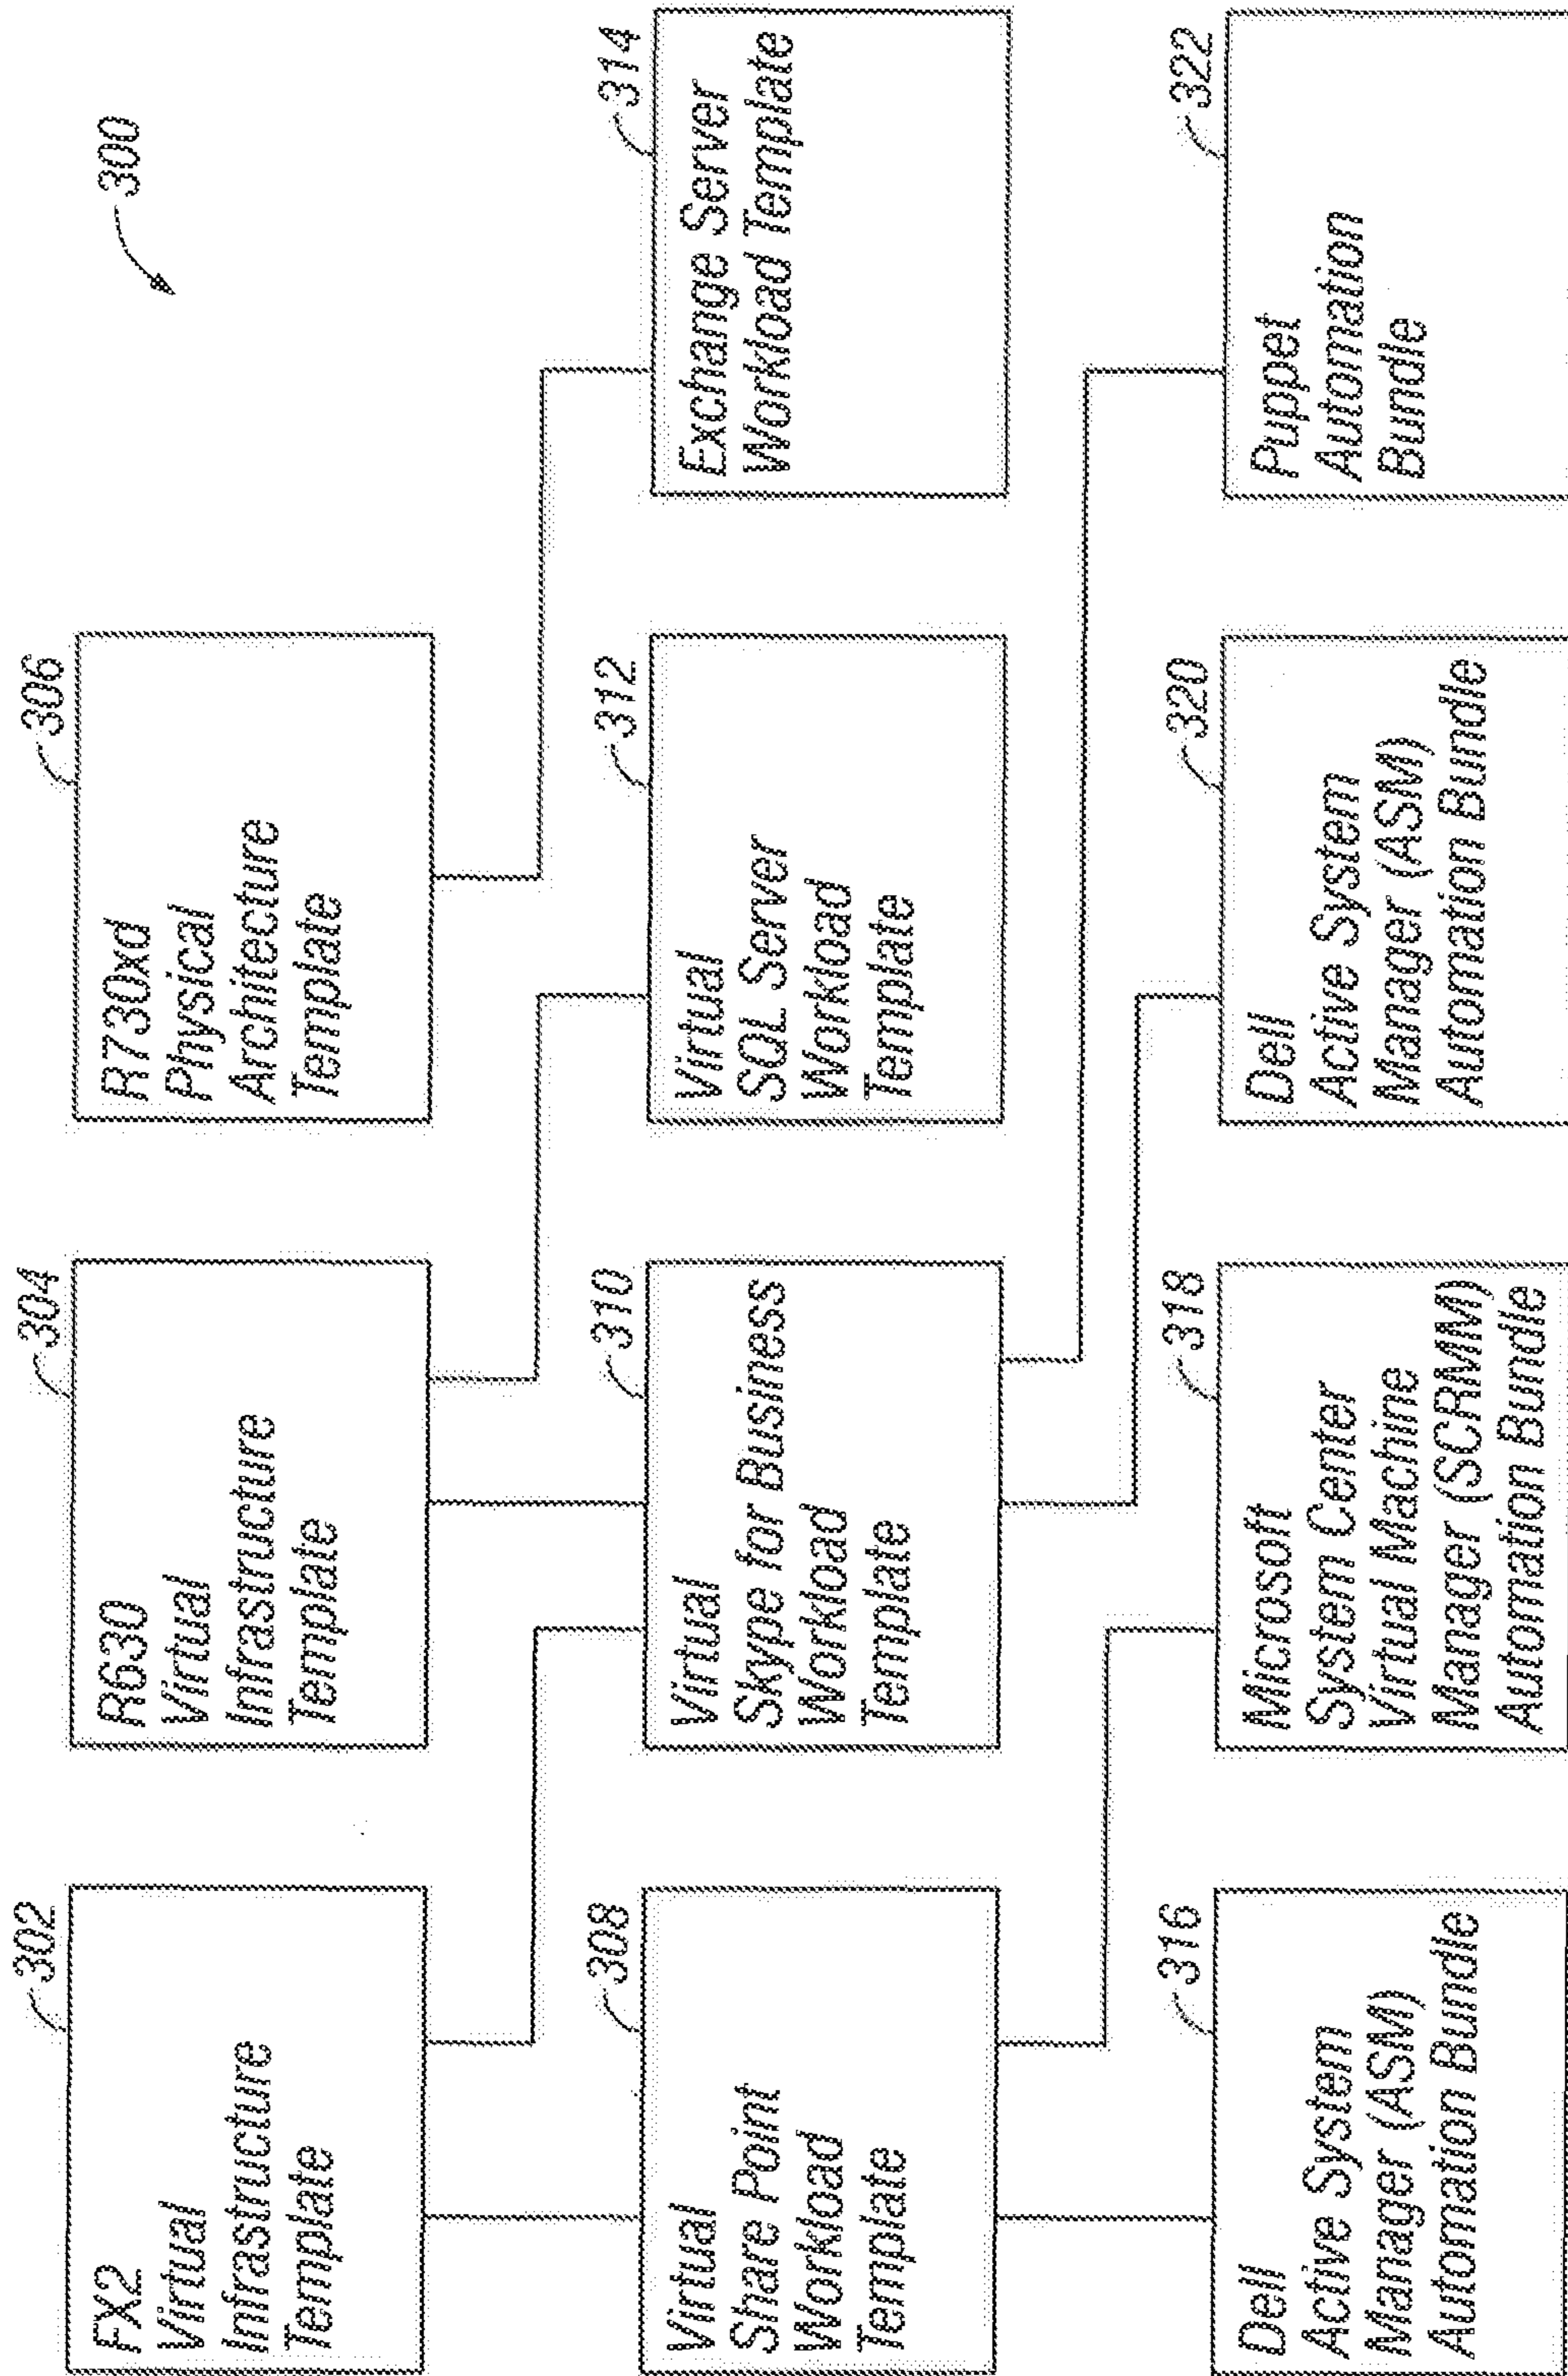 300
302
FX2
Virtual
Infrastructure
Template
304
R630
Virtual
Infrastructure
Template
306
R730xd
Physical
Architecture
Template
308
Virtual
Share Point
Workload
Template
310
Virtual
Skype for Business
Workload
Template
312
Virtual
SQL Server
Workload
Template
314
Exchange Server
Workload Template
316
Dell
Active System
Manager (ASM)
Automation Bundle
318
Microsoft
System Center
Virtual Machine
Manager (SCRMM)
Automation Bundle
320
Dell
Active System
Manager (ASM)
Automation Bundle
322
Puppet
Automation
Bundle